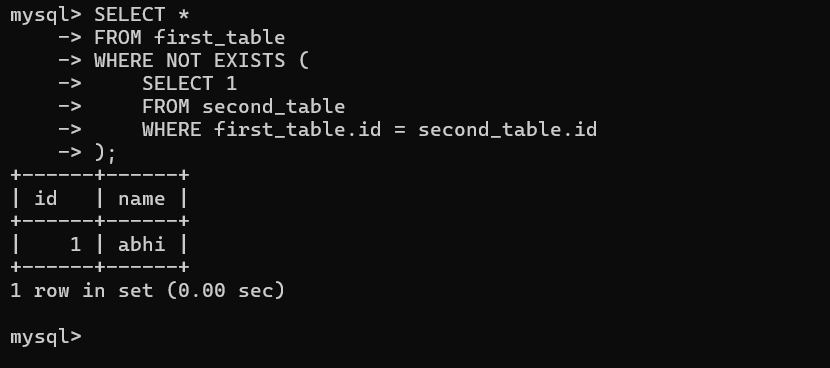 mysql> SELECT *
    -> FROM first_table
    -> WHERE NOT EXISTS (
    ->     SELECT 1
    ->     FROM second_table
    ->     WHERE first_table.id = second_table.id
    -> );
+------+------+
| id   | name |
+------+------+
|    1 | abhi |
+------+------+
1 row in set (0.00 sec)
mysql>